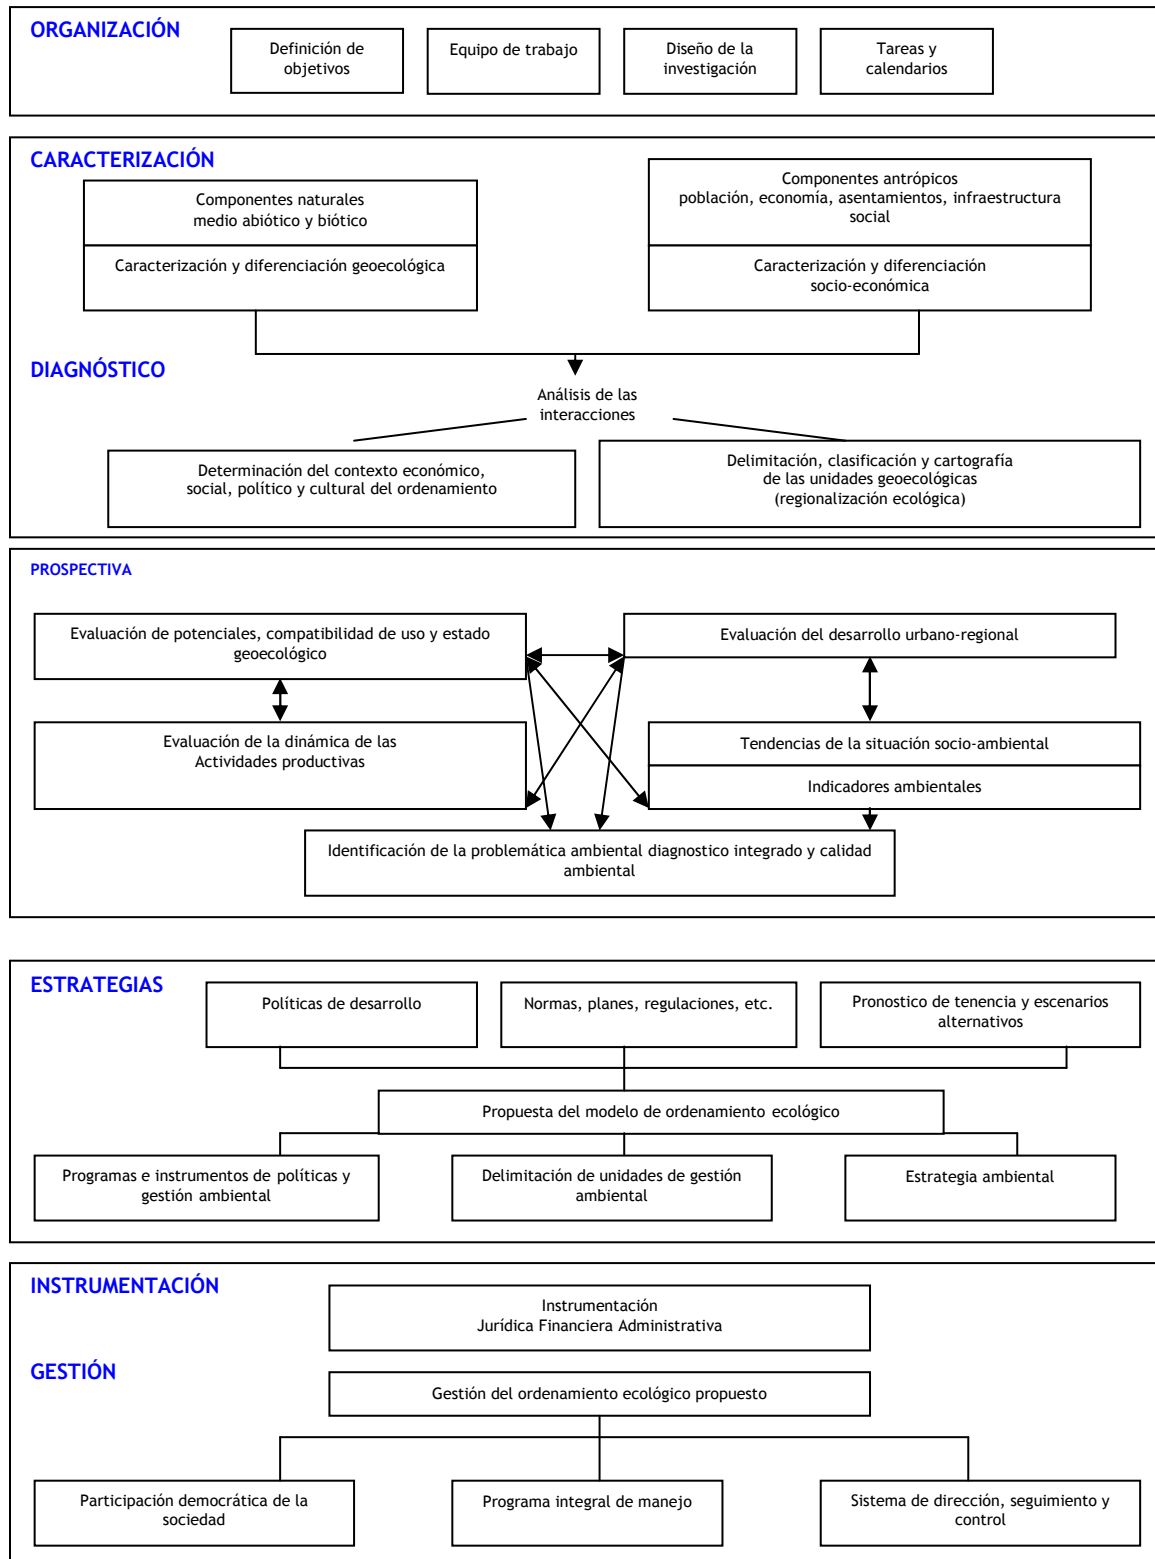 ORGANIZACIÓN
Definición de
objetivos
Equipo de trabajo
Diseño de la
investigación
Tareas y
calendarios
CARACTERIZACIÓN
Componentes naturales
medio abiótico y biótico
Componentes antrópicos
población, economía, asentamientos, infraestructura
social
Caracterización y diferenciación geoecológica
Caracterización y diferenciación
socio-económica
DIAGNÓSTICO
Análisis de las
interacciones
Determinación del contexto económico,
social, político y cultural del ordenamiento
Delimitación, clasificación y cartografía
de las unidades geoecológicas
(regionalización ecológica)
PROSPECTIVA
Evaluación de potenciales, compatibilidad de uso y estado
geoecológico
Evaluación del desarrollo urbano-regional
Evaluación de la dinámica de las
Actividades productivas
Tendencias de la situación socio-ambiental
Indicadores ambientales
Identificación de la problemática ambiental diagnostico integrado y calidad
ambiental
ESTRATEGIAS
Políticas de desarrollo
Normas, planes, regulaciones, etc.
Pronostico de tenencia y escenarios
alternativos
Propuesta del modelo de ordenamiento ecológico
Programas e instrumentos de políticas y
gestión ambiental
Delimitación de unidades de gestión
ambiental
Estrategia ambiental
INSTRUMENTACIÓN
Instrumentación
Jurídica Financiera Administrativa
GESTIÓN
Gestión del ordenamiento ecológico propuesto
Participación democrática de la
sociedad
Programa integral de manejo
Sistema de dirección, seguimiento y
control